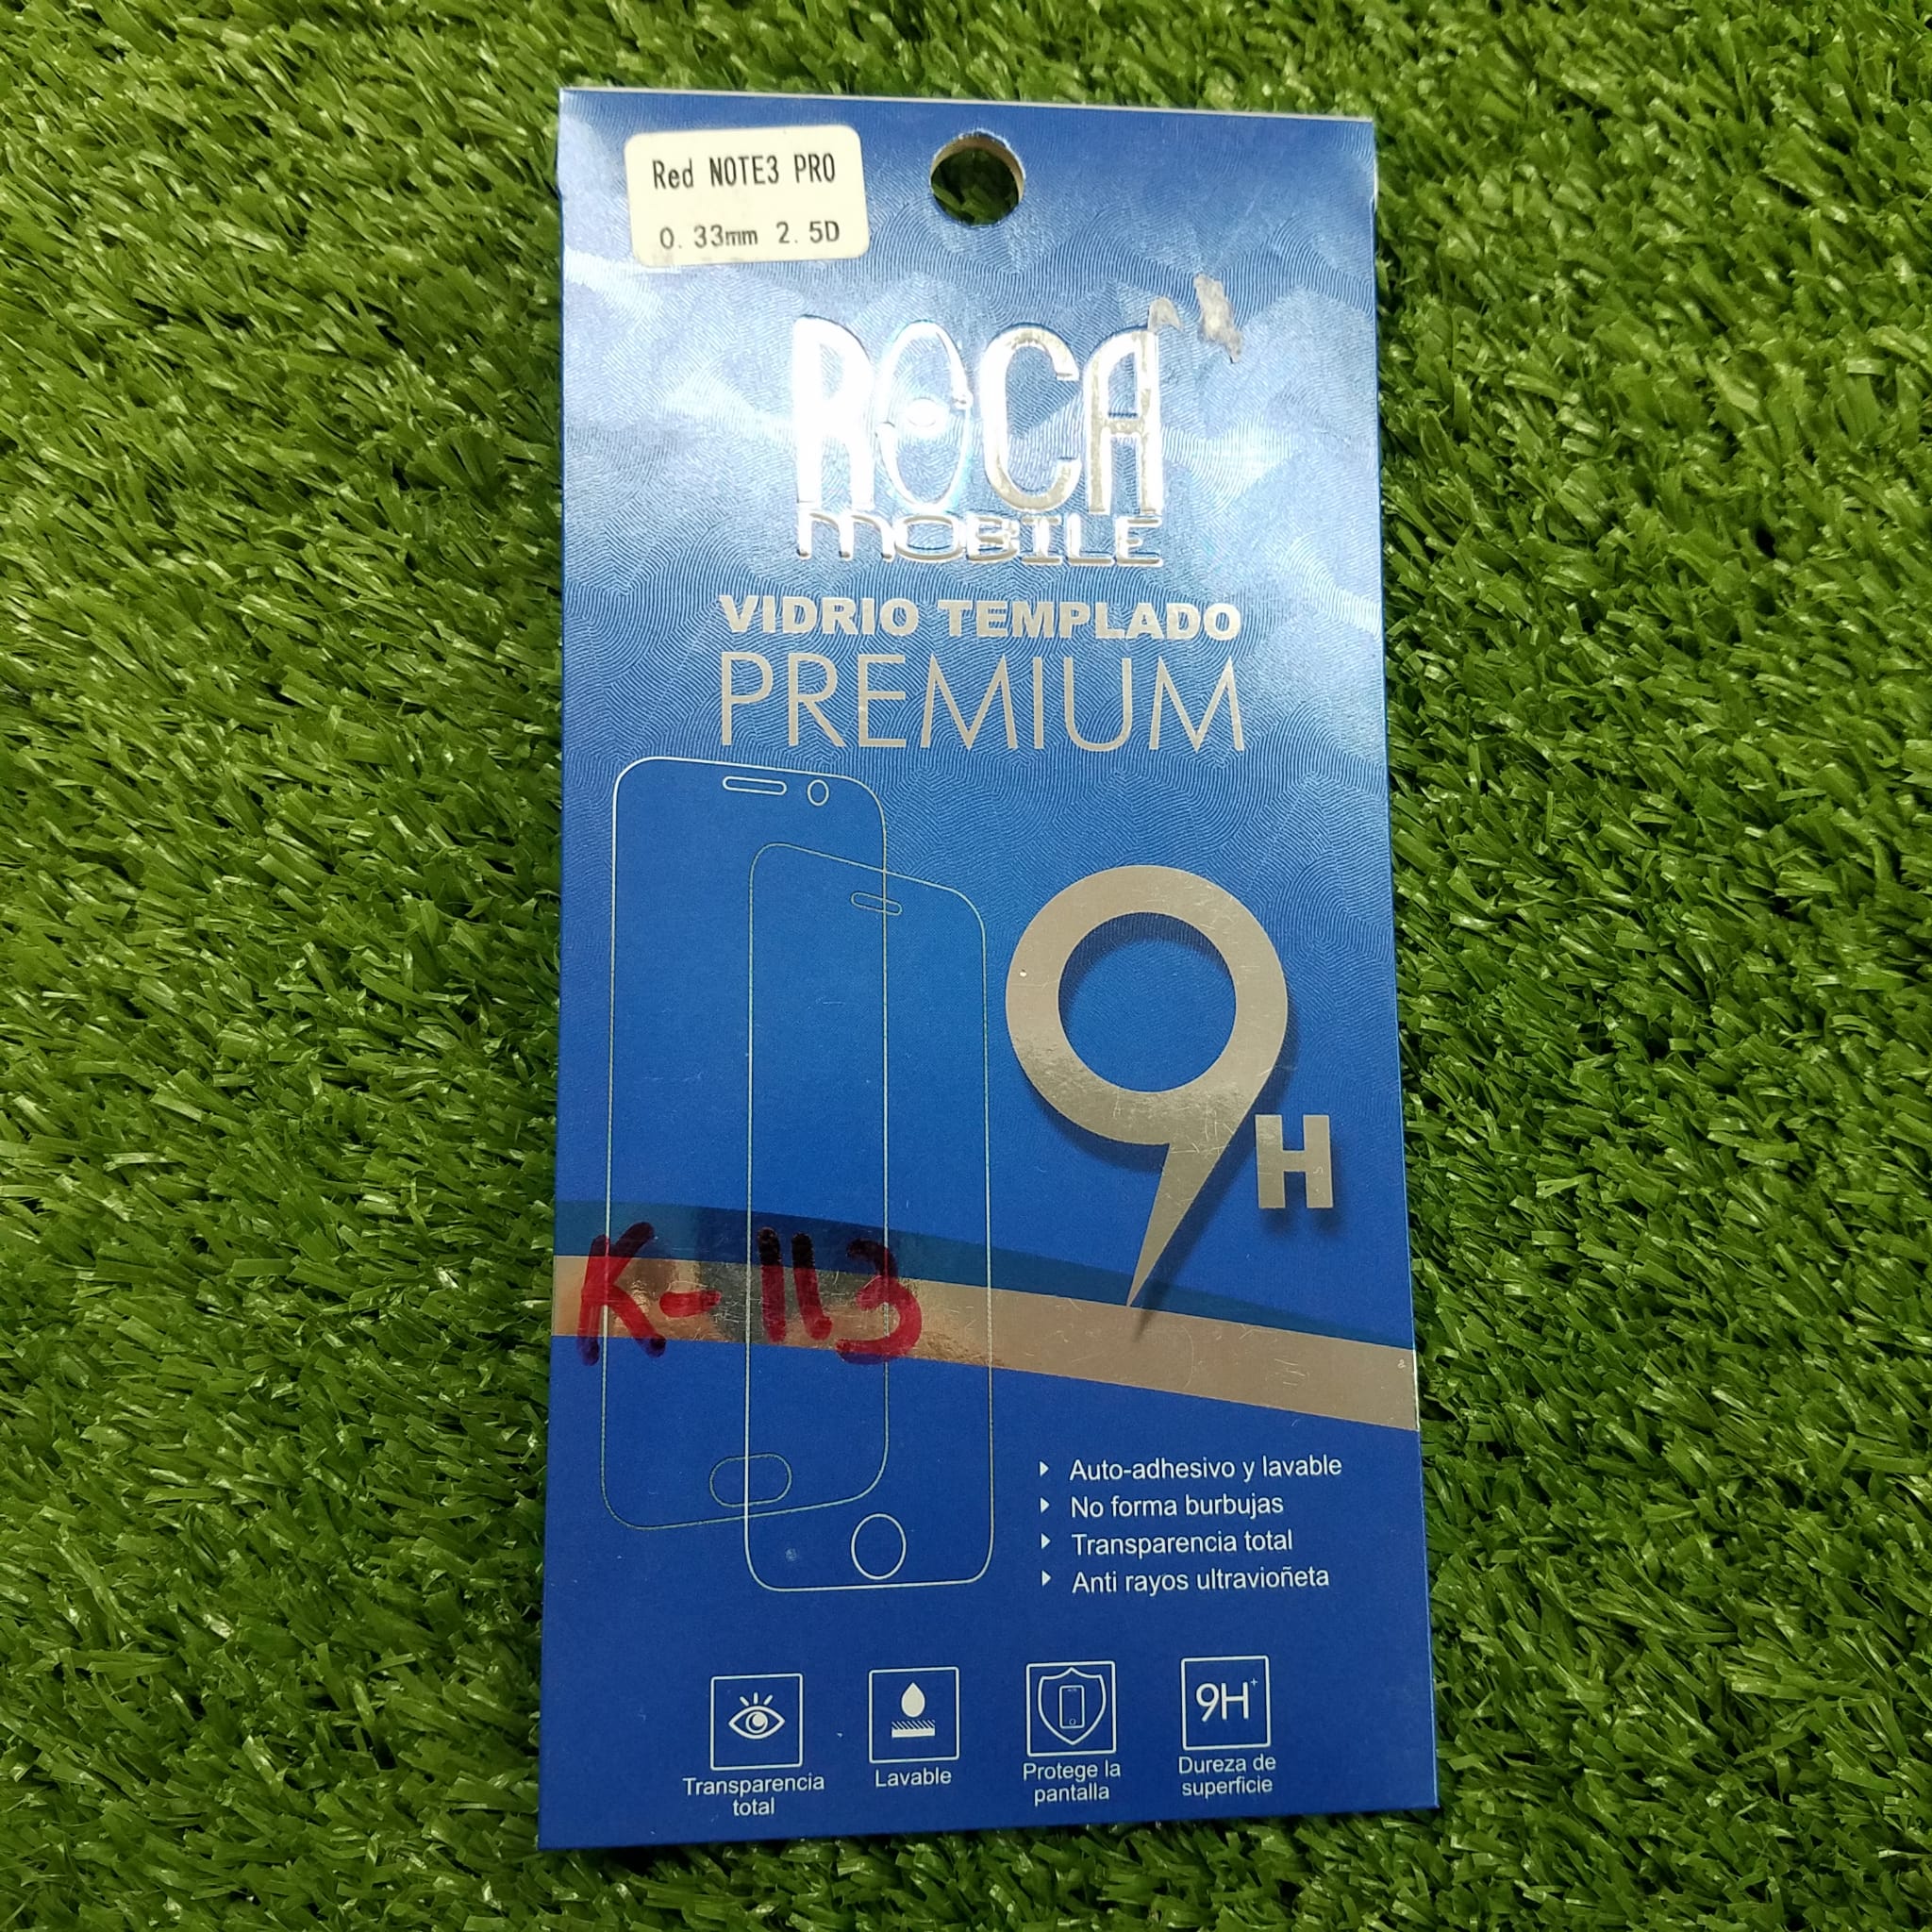 Red NOTE3 PRO
0.33mm 2.5D
ROCA
MOBILE
VIDRIO TEMPLADO
PREMIUM
9H
K-113
Auto-adhesivo y lavable
No forma burbujas
Transparencia total
Anti rayos ultravioñeta
9H+
Transparencia
total
Lavable
Protege la
pantalla
Dureza de
superficie